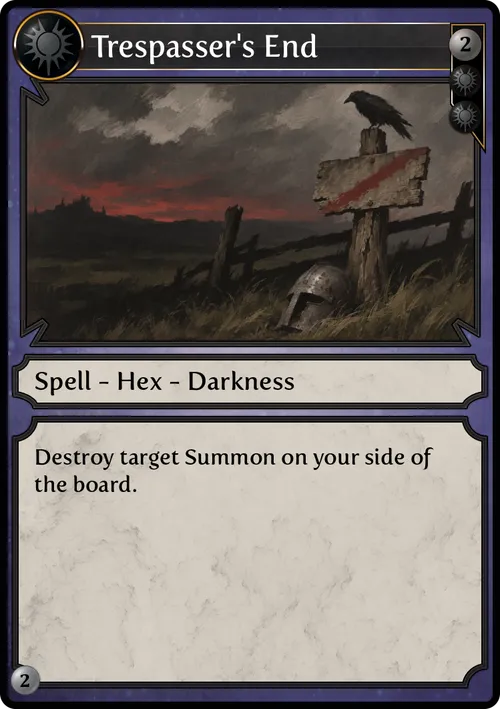 Trespasser's End
2
Spell - Hex - Darkness
Destroy target Summon on your side of
the board.
2